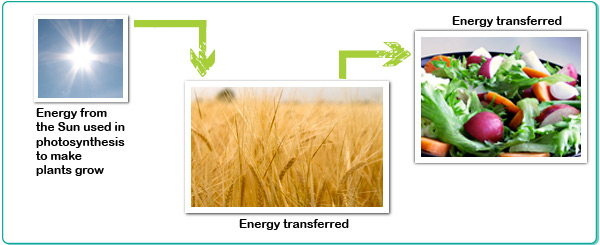 Energy transferred
Energy from
the Sun used in
photosynthesis
to make
plants grow
Energy transferred